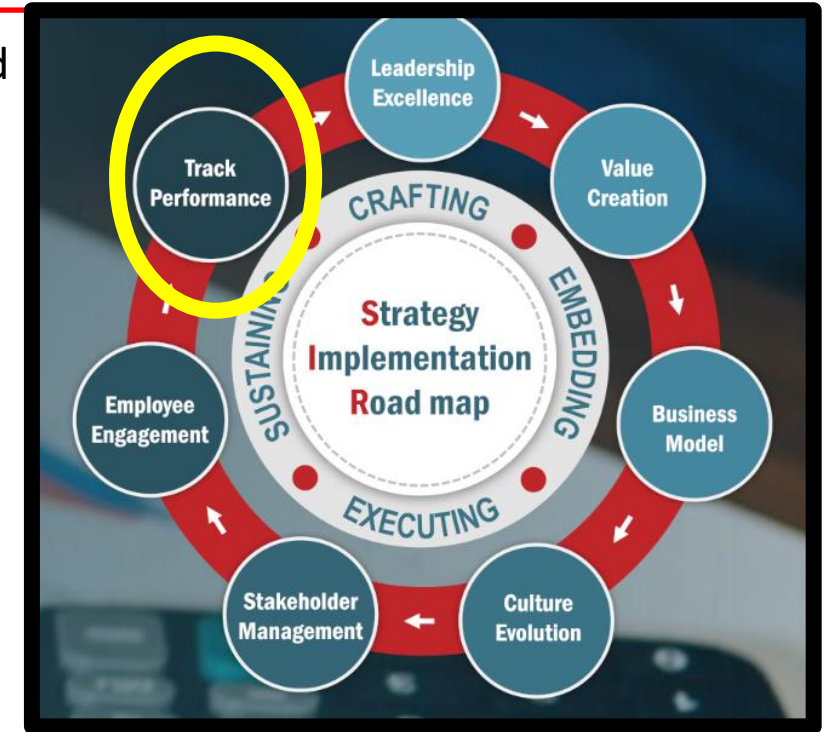 d
Leadership
Excellence
Value
Creation
Business
Model
Culture
Evolution
Stakeholder
Management
Employee
Engagement
Track
Performance
CRAFTING
EMBEDDING
EXECUTING
SUSTAINING
Strategy
Implementation
Road map